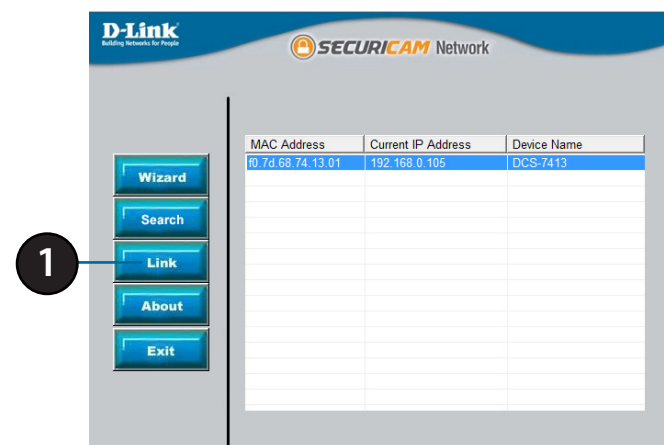 D-Link
Building Networks for People
SECURICAM Network
MAC Address Current IP Address Device Name
f0.7d.68.74.13.01 192.168.0.105 DCS-7413
Wizard
Search
1
Link
About
Exit